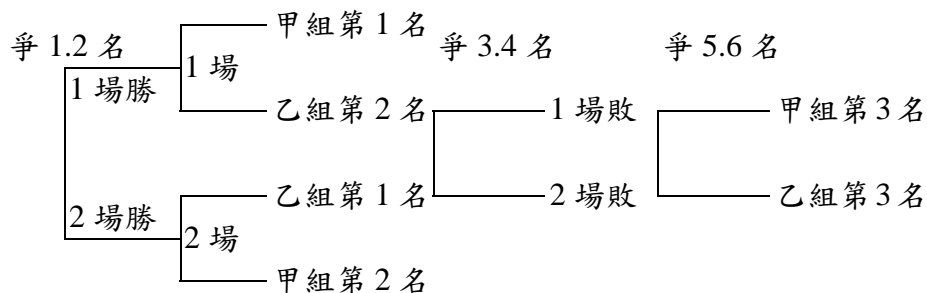 甲組第 1 名
爭 1.2 名 爭 3.4 名 爭 5.6 名
1 場
1 場勝
乙組第 2 名 1 場敗 甲組第 3 名
乙組第 1 名 2 場敗 乙組第 3 名
2 場勝
2 場
甲組第 2 名